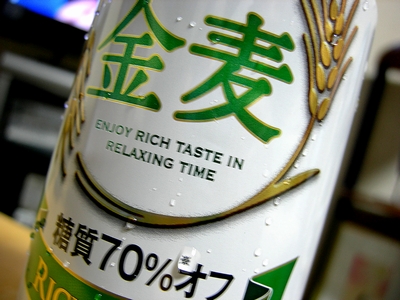 金麦
ENJOY RICH TASTE IN
RELAXING TIME
糖質70%※オフ